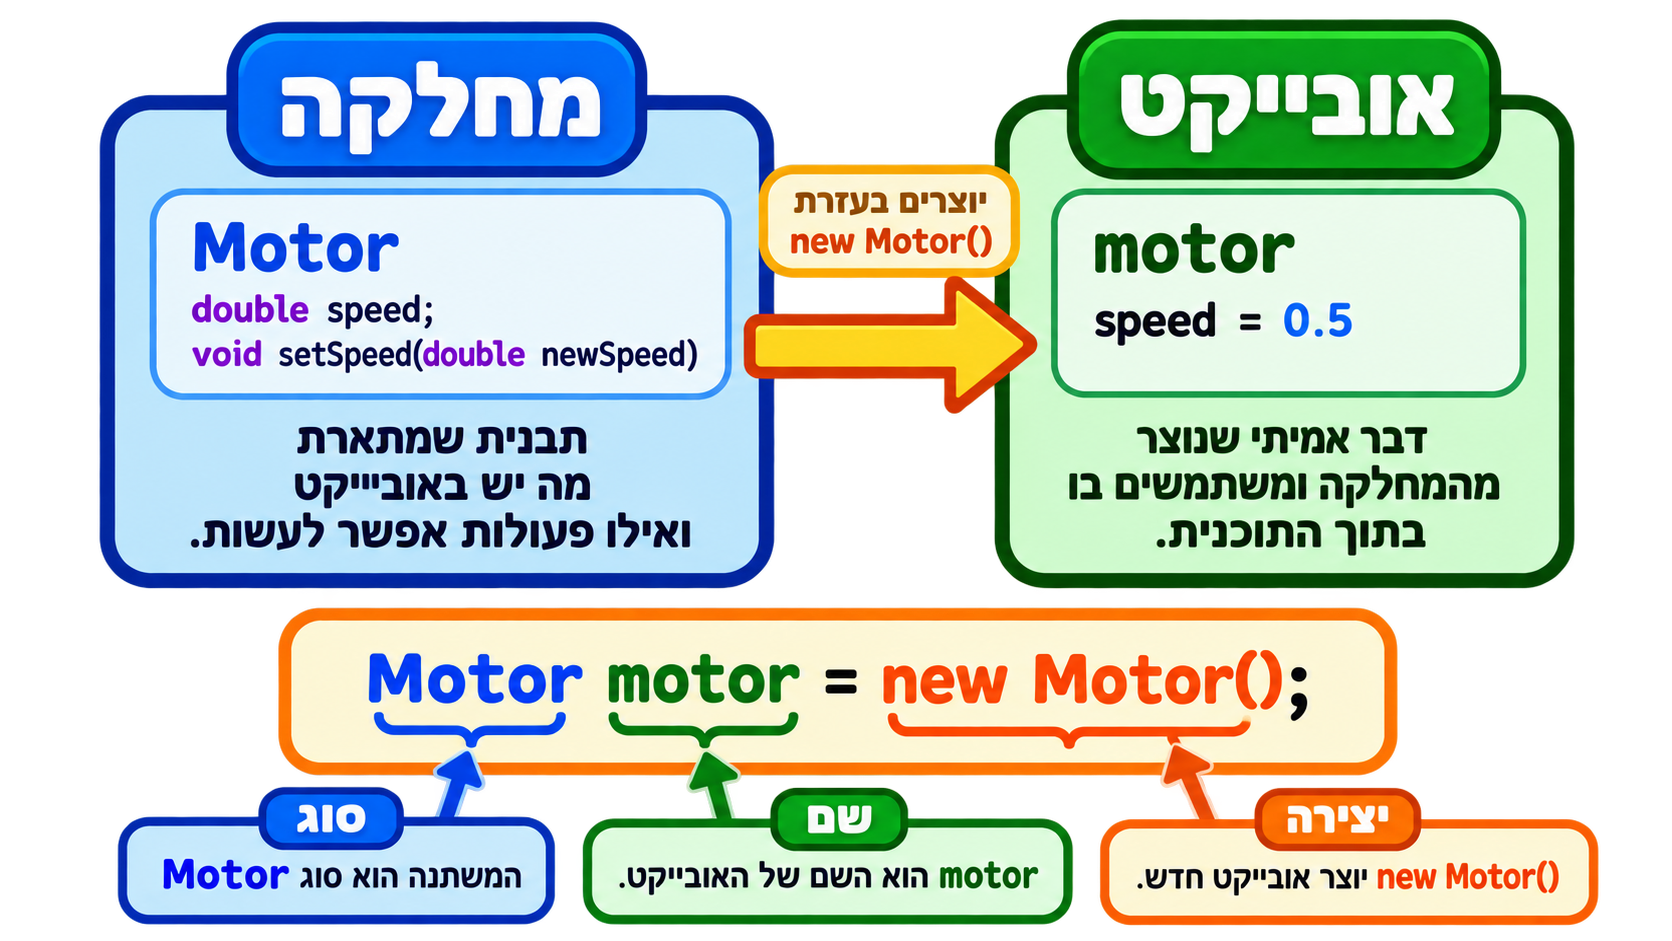 מחלקה
Motor
double speed;
void setSpeed(double newSpeed)
תבנית שמתארת
מה יש באובייייקט
ואילו פעולות אפשר לעשות.
יוצרים בעזרת
new Motor()
אובייקט
motor
speed = 0.5
דבר אמיתי שנוצר
מהמחלקה ומשתמשים בו
בתוך התוכנית.
Motor motor = new Motor();
סוג
המשתנה הוא סוג Motor
שם
motor הוא השם של האובייקט.
יצירה
new Motor() יוצר אובייקט חדש.